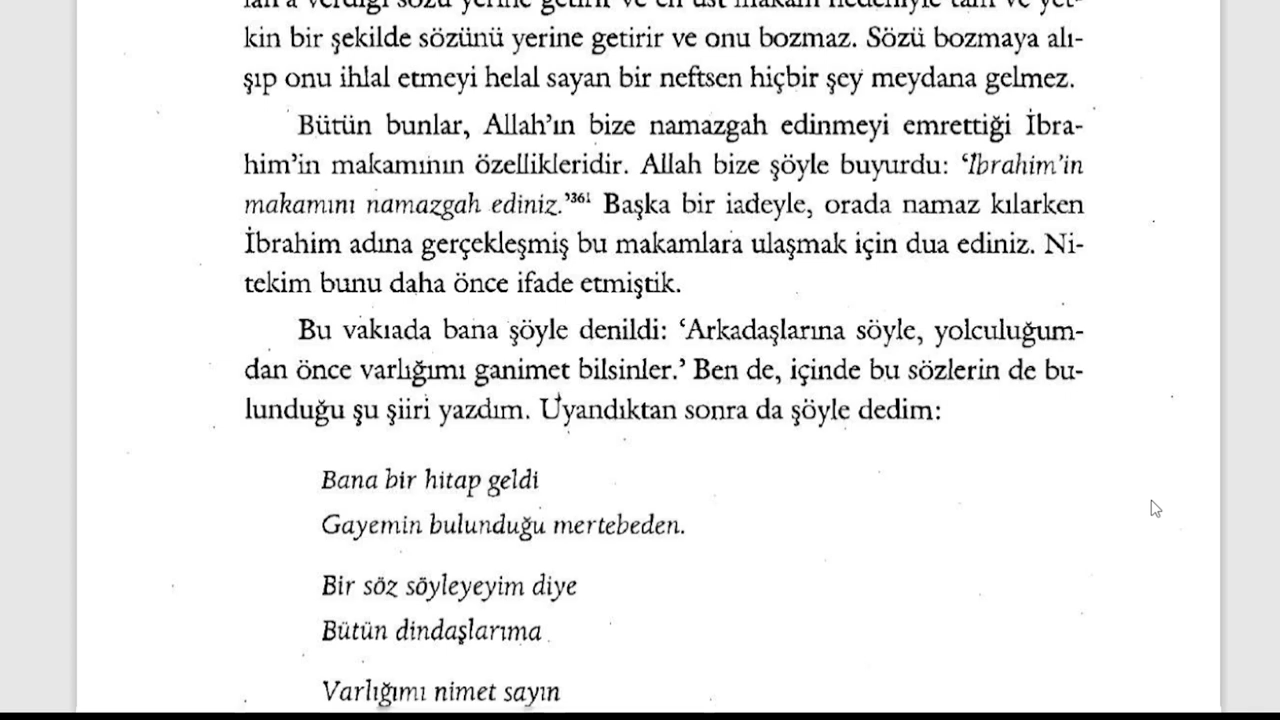 kin bir şekilde sözünü yerine getirir ve onu bozmaz. Sözü bozmaya alı-
şıp onu ihlal etmeyi helal sayan bir neftsen hiçbir şey meydana gelmez.
Bütün bunlar, Allah’ın bize namazgah edinmeyi emrettiği İbra-
him’in makamının özellikleridir. Allah bize şöyle buyurdu: ‘İbrahim’in
makamını namazgah ediniz.’³⁶¹ Başka bir iadeyle, orada namaz kılarken
İbrahim adına gerçekleşmiş bu makamlara ulaşmak için dua ediniz. Ni-
tekim bunu daha önce ifade etmiştik.
Bu vakıada bana şöyle denildi: ‘Arkadaşlarına söyle, yolculuğum-
dan önce varlığımı ganimet bilsinler.’ Ben de, içinde bu sözlerin de bu-
lunduğu şu şiiri yazdım. Uyandıktan sonra da şöyle dedim:
Bana bir hitap geldi
Gayemin bulunduğu mertebeden.
Bir söz söyleyeyim diye
Bütün dindaşlarıma
Varlığımı nimet sayın